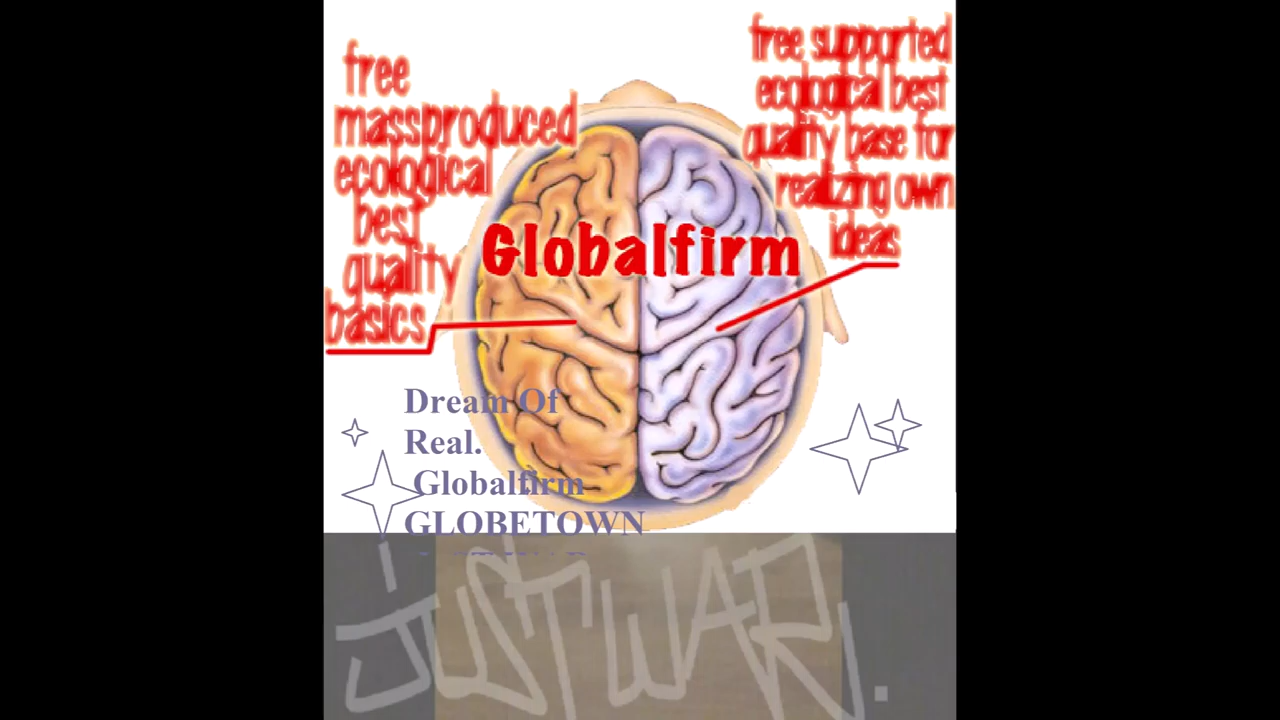 free
massproduced
ecological
best
quality
basics
free supported
ecological best
quality base for
realizing own
ideas
Globalfirm
Dream Of
Real.
Globalfirm
GLOBETOWN
JUST WAR
JUSTWAR.